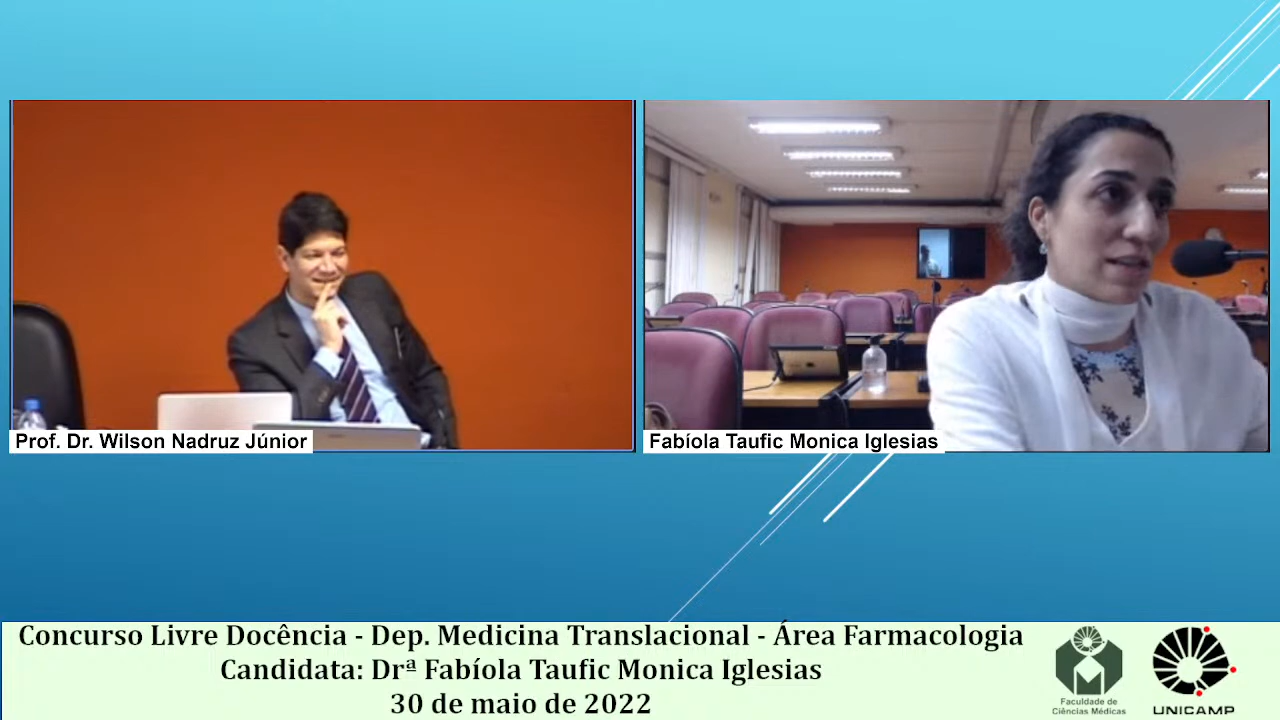 Prof. Dr. Wilson Nadruz Júnior
Fabíola Taufic Monica Iglesias
Concurso Livre Docência - Dep. Medicina Translacional - Área Farmacologia
Candidata: Drª Fabíola Taufic Monica Iglesias
30 de maio de 2022
Faculdade de
Ciências Médicas
UNICAMP